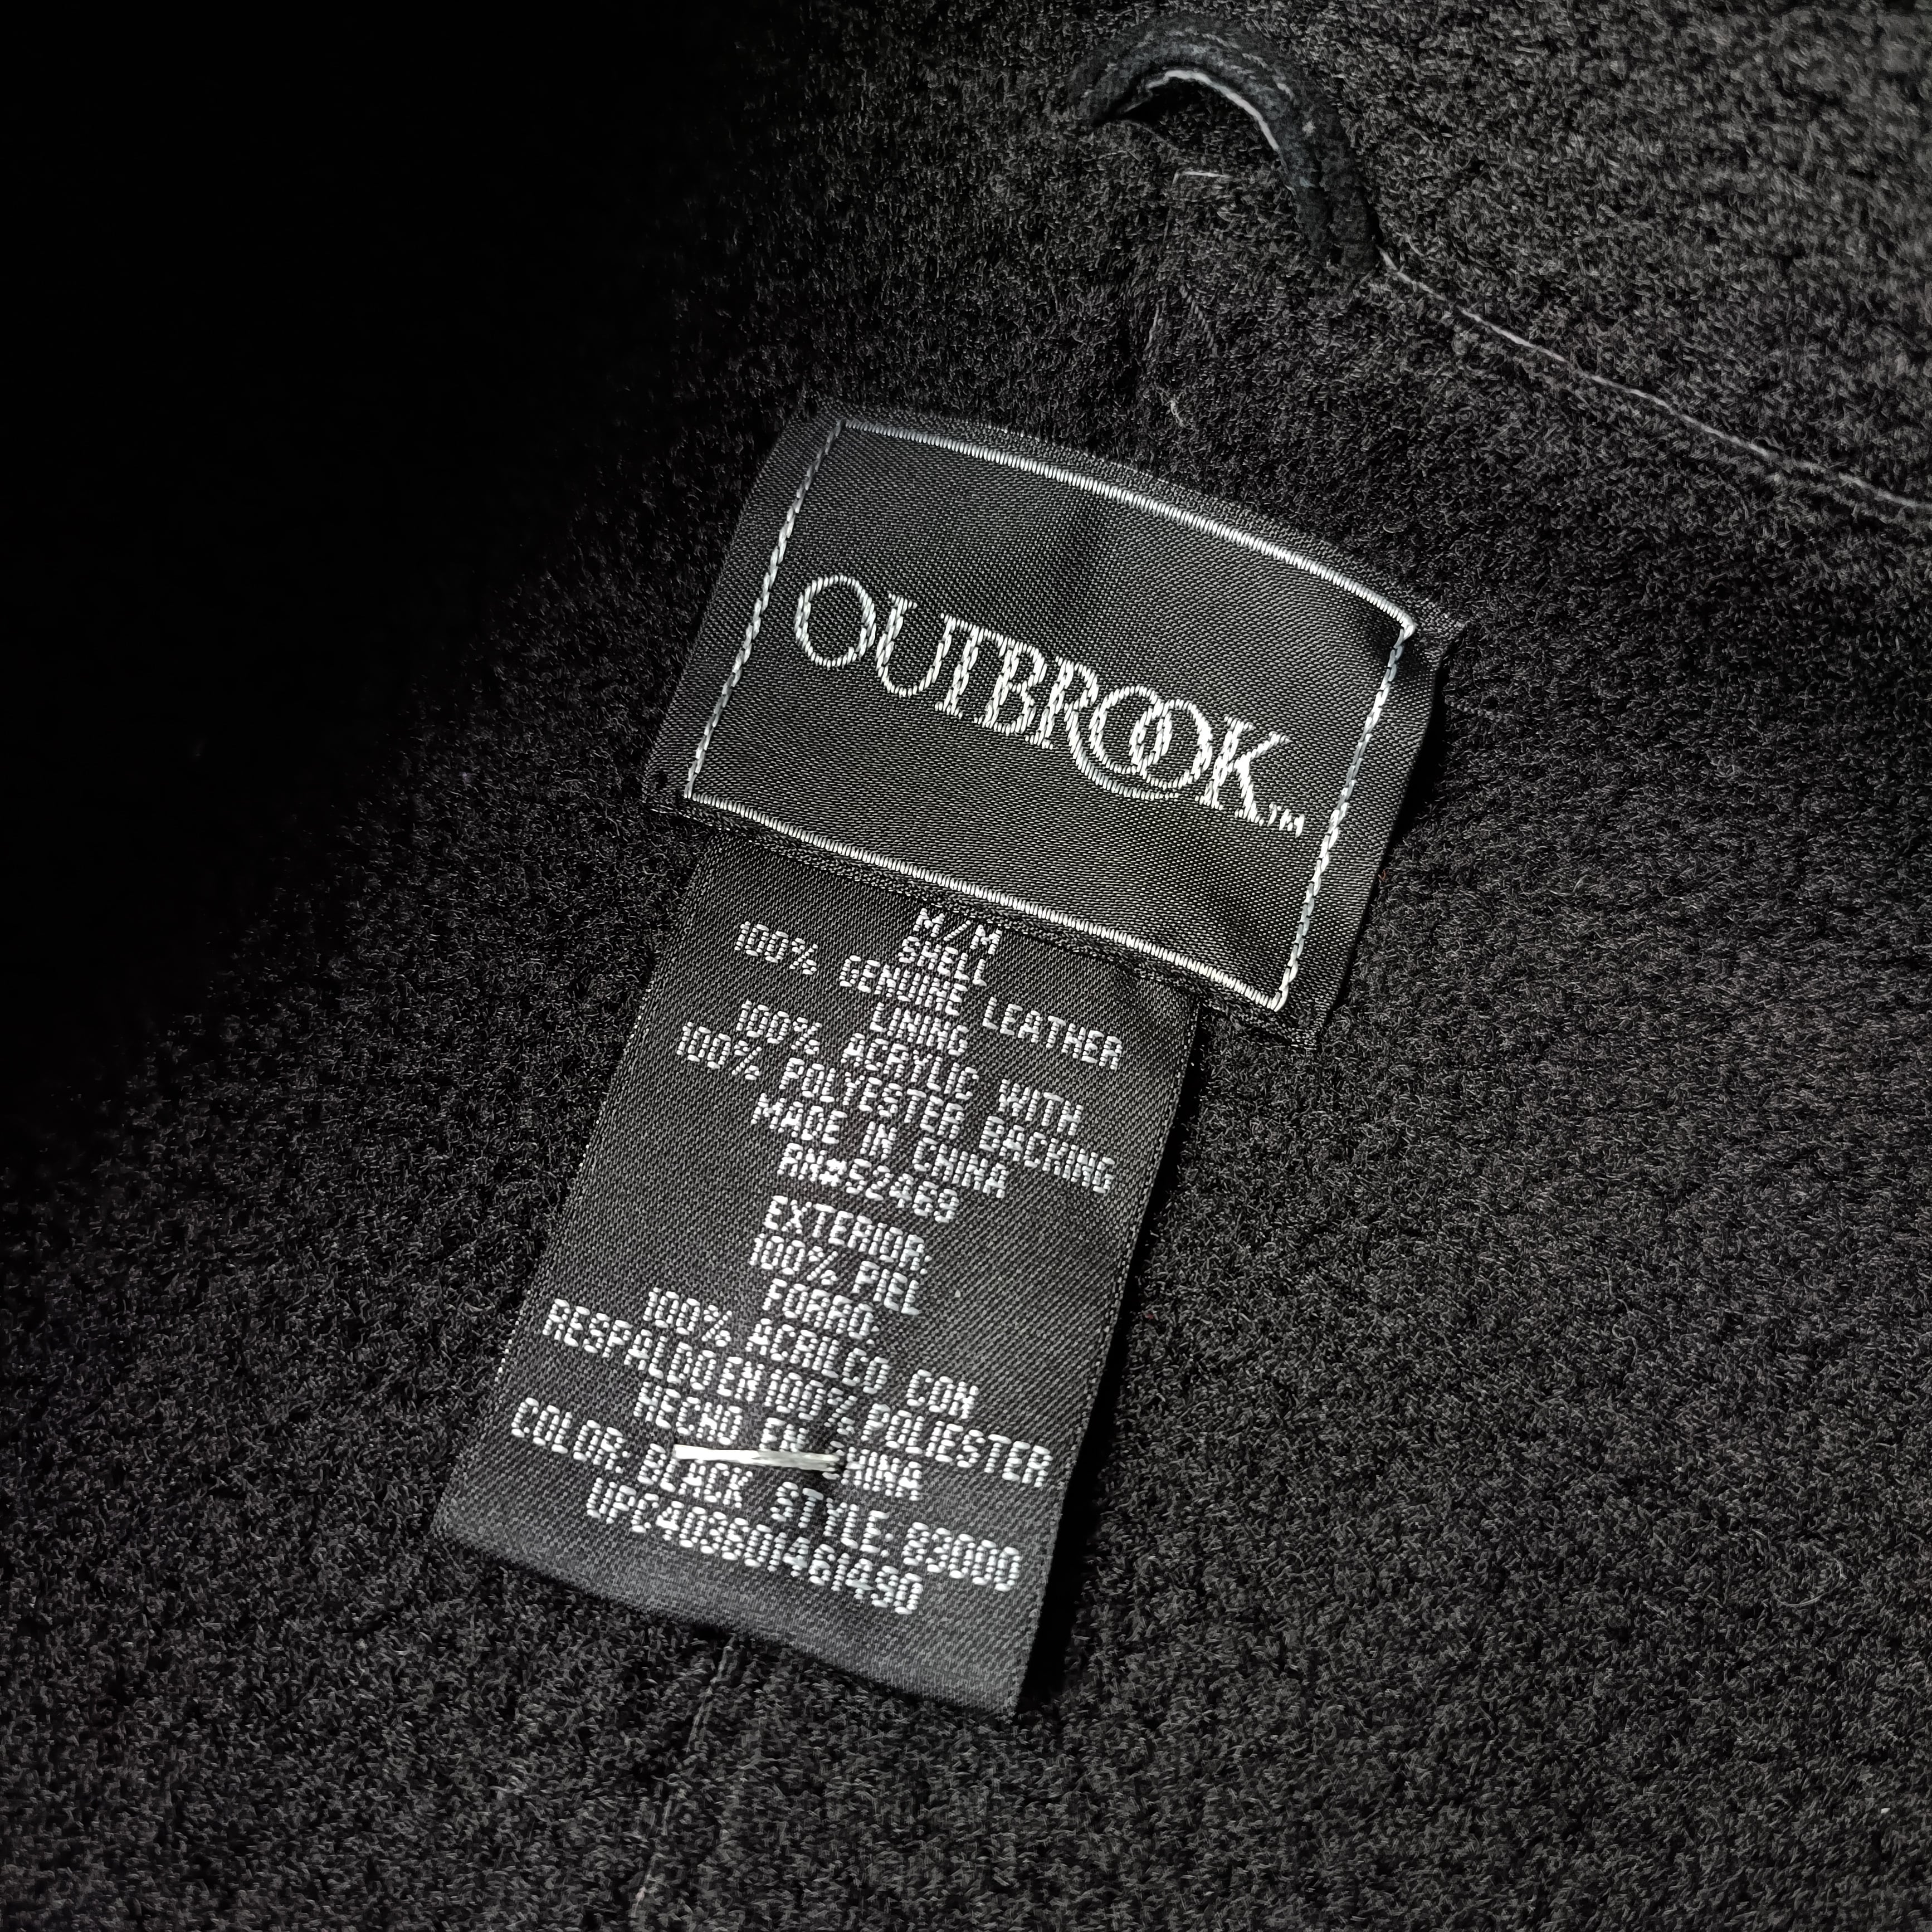 OUTBROOK™
M/M
SHELL
100% GENUINE LEATHER
LINING
100% ACRYLIC WITH
100% POLYESTER BACKING
MADE IN CHINA
RN#52469
EXTERIOR.
100% PIEL
FORRO.
100% ACRILCO CON
RESPALDO EN 100% POLIESTER
HECHO EN CHINA
COLOR: BLACK STYLE: 83000
UPC403601461490